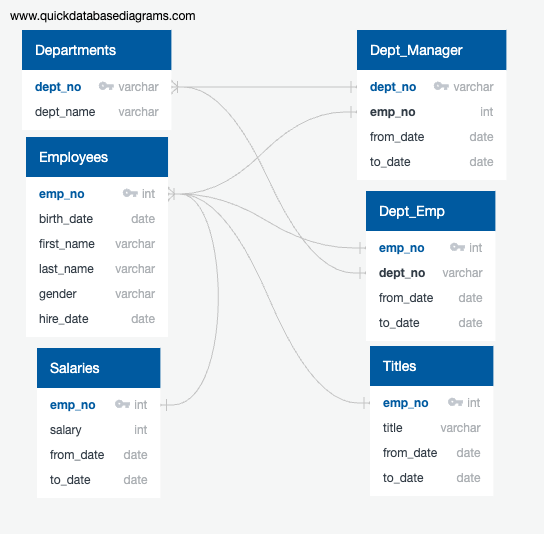 www.quickdatabasediagrams.com
Departments
dept_no varchar
dept_name varchar
Employees
emp_no int
birth_date date
first_name varchar
last_name varchar
gender varchar
hire_date date
Salaries
emp_no int
salary int
from_date date
to_date date
Dept_Manager
dept_no varchar
emp_no int
from_date date
to_date date
Dept_Emp
emp_no int
dept_no varchar
from_date date
to_date date
Titles
emp_no int
title varchar
from_date date
to_date date